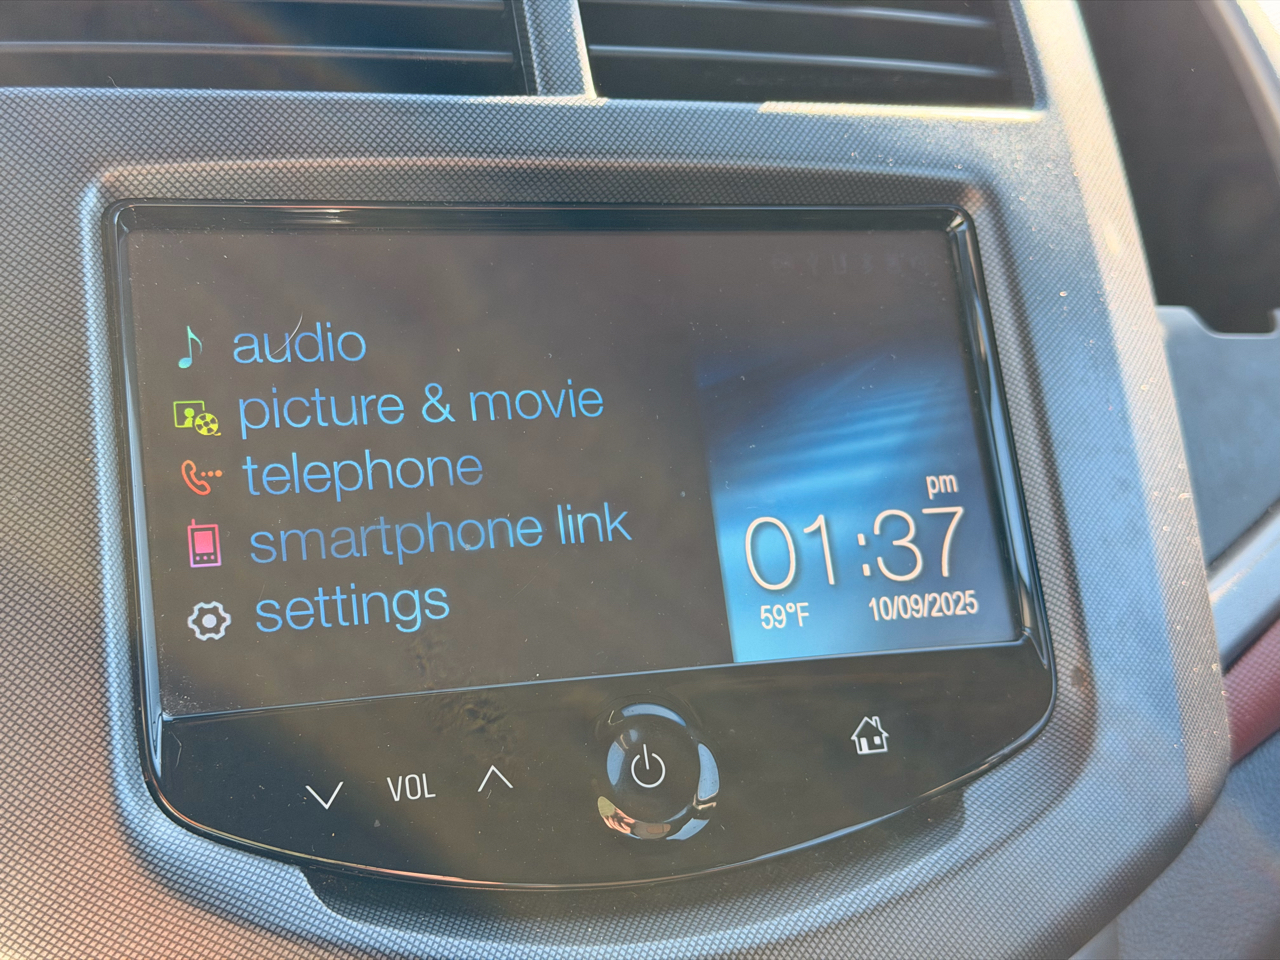 audio
picture & movie
telephone
smartphone link
settings
pm
01:37
59°F 10/09/2025
VOL